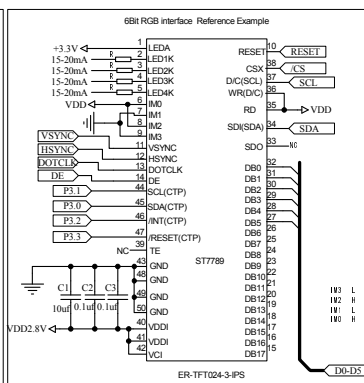 6Bit RGB interface Reference Example
+3.3V 1 LEDA
15-20mA R 2 LED1K
15-20mA R 3 LED2K
15-20mA R 4 LED3K
15-20mA R 5 LED4K
VDD 6 IM0
7 IM1
8 IM2
9 IM3
VSYNC 11 VSYNC
HSYNC 12 HSYNC
DOTCLK 13 DOTCLK
DE 14 DE
P3.1 44 SCL(CTP)
P3.0 45 SDA(CTP)
P3.2 46 /INT(CTP)
P3.3 47 /RESET(CTP)
NC 39 TE
43 GND
48 GND
49 GND
50 GND
C1 C2 C3
10uf 0.1uf 0.1uf
VDD2.8V 40 VDDI
41 VDDI
42 VCI
ST7789
RESET 10 RESET
CSX 38 /CS
D/C(SCL) 37 SCL
WR(D/C) 36
RD 35 VDD
SDI(SDA) 34 SDA
SDO 33 NC
DB0 32
DB1 31
DB2 30
DB3 29
DB4 28
DB5 27
DB6 26
DB7 25
DB8 24
DB9 23
DB10 22
DB11 21
DB12 20
DB13 19
DB14 18
DB15 17
DB16 16
DB17 15
IM3 L
IM2 H
IM1 L
IM0 H
D0-D5
ER-TFT024-3-IPS